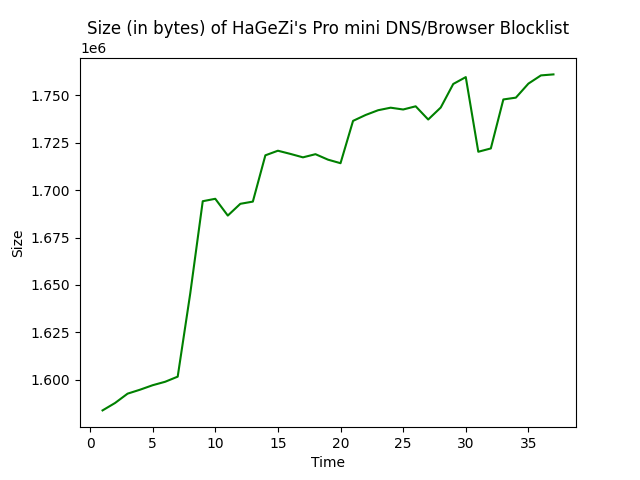 Size (in bytes) of HaGeZi's Pro mini DNS/Browser Blocklist
1e6
1.750
1.725
1.700
1.675
1.650
1.625
1.600
Size
0 5 10 15 20 25 30 35
Time